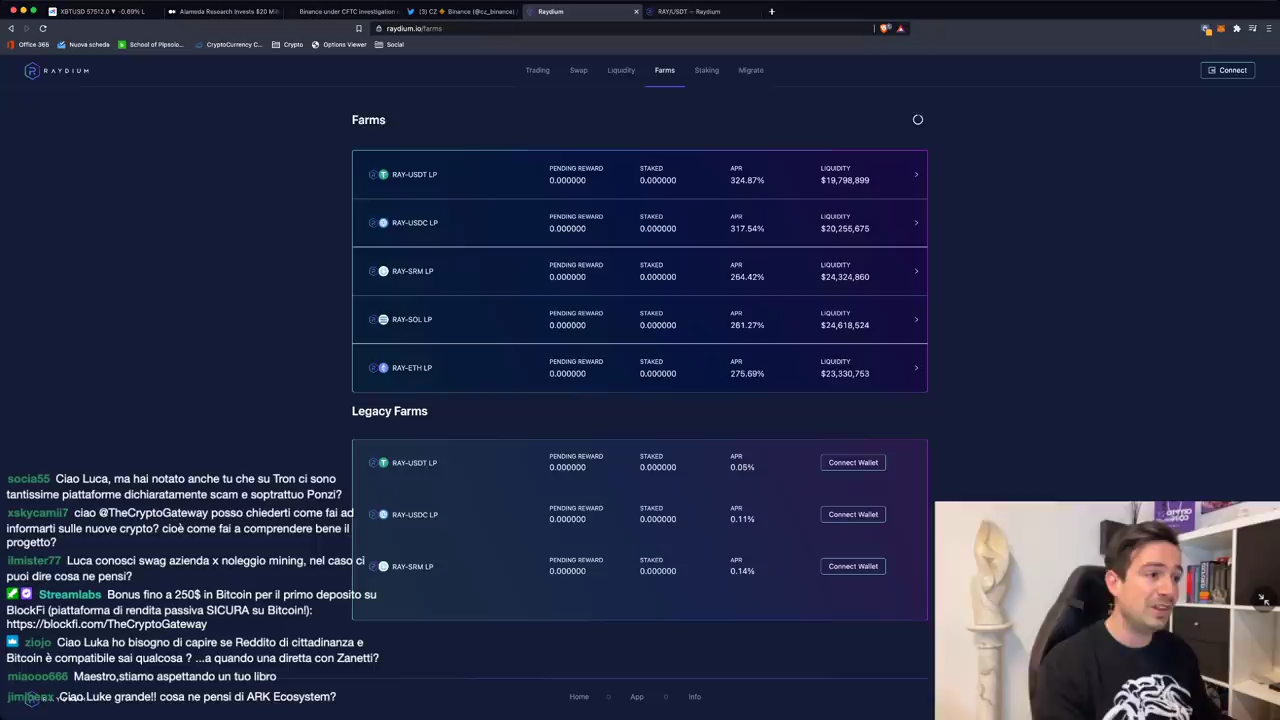 XBTUSD 57612.0 ▼ -0.69% L
Alameda Research Invests $20 Mil
Binance under CFTC investigation
(3) CZ 🔶 Binance (@cz_binance)
Raydium
RAY/USDT — Raydium
raydium.io/farms
Office 365
Nuova scheda
School of Pipsolo...
CryptoCurrency C...
Crypto
Options Viewer
Social
RAYDIUM
Trading
Swap
Liquidity
Farms
Staking
Migrate
Connect
Farms
RAY-USDT LP
PENDING REWARD
0.000000
STAKED
0.000000
APR
324.87%
LIQUIDITY
$19,798,899
RAY-USDC LP
PENDING REWARD
0.000000
STAKED
0.000000
APR
317.54%
LIQUIDITY
$20,255,675
RAY-SRM LP
PENDING REWARD
0.000000
STAKED
0.000000
APR
264.42%
LIQUIDITY
$24,324,860
RAY-SOL LP
PENDING REWARD
0.000000
STAKED
0.000000
APR
261.27%
LIQUIDITY
$24,618,524
RAY-ETH LP
PENDING REWARD
0.000000
STAKED
0.000000
APR
275.69%
LIQUIDITY
$23,330,753
Legacy Farms
RAY-USDT LP
PENDING REWARD
0.000000
STAKED
0.000000
APR
0.05%
Connect Wallet
RAY-USDC LP
PENDING REWARD
0.000000
STAKED
0.000000
APR
0.11%
Connect Wallet
RAY-SRM LP
PENDING REWARD
0.000000
STAKED
0.000000
APR
0.14%
Connect Wallet
socia55 Ciao Luca, ma hai notato anche tu che su Tron ci sono
tantissime piattaforme dichiaratamente scam e soptrattuo Ponzi?
xskycamii7 ciao @TheCryptoGateway posso chiederti come fai ad
informarti sulle nuove crypto? cioè come fai a comprendere bene il
progetto?
ilmister77 Luca conosci swag azienda x noleggio mining, nel caso ci
puoi dire cosa ne pensi?
Streamlabs Bonus fino a 250$ in Bitcoin per il primo deposito su
BlockFi (piattaforma di rendita passiva SICURA su Bitcoin!):
https://blockfi.com/TheCryptoGateway
ziojo Ciao Luka ho bisogno di capire se Reddito di cittadinanza e
Bitcoin è compatibile sai qualcosa ? ...a quando una diretta con Zanetti?
miaooo666 Maestro,stiamo aspettando un tuo libro
Ciao Luke grande!! cosa ne pensi di ARK Ecosystem?
Home
App
Info